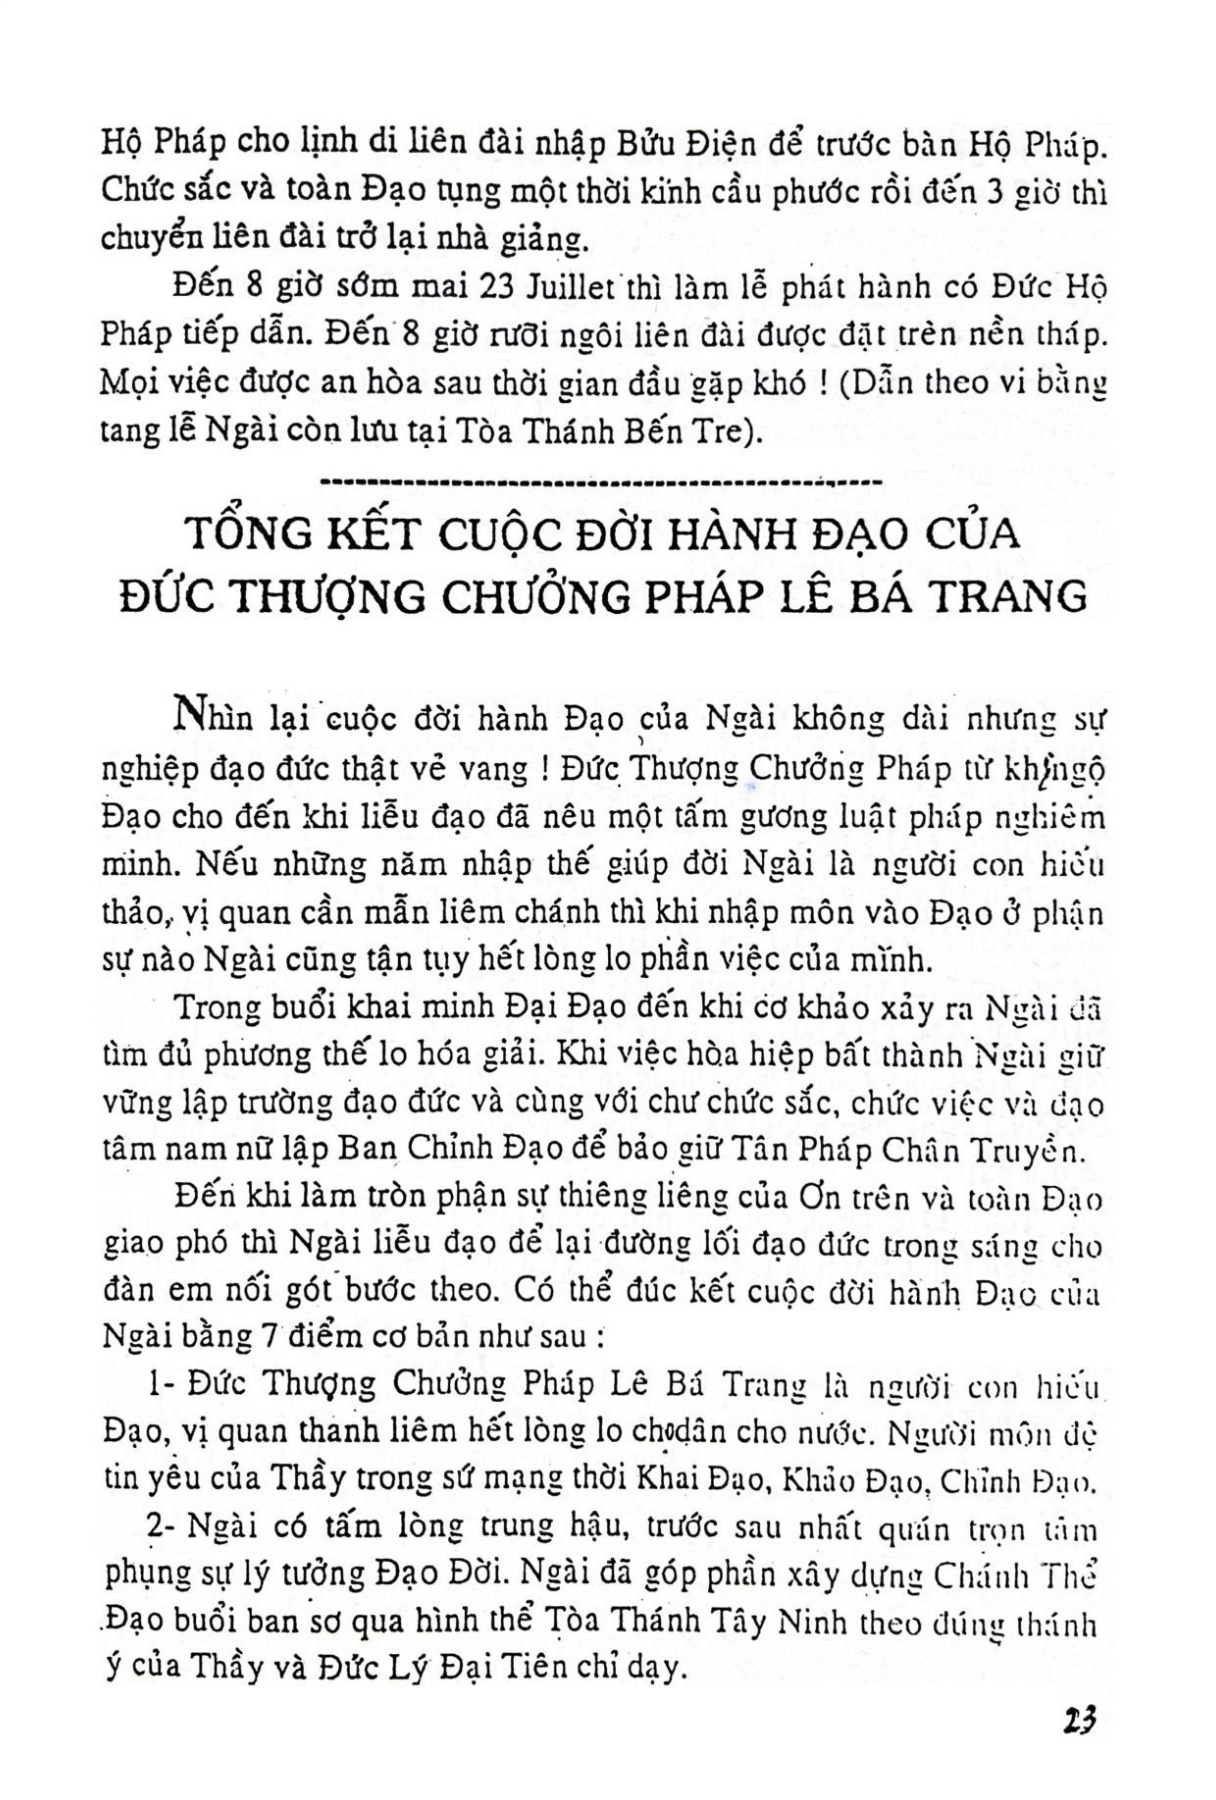 Hộ Pháp cho lịnh di liên đài nhập Bửu Điện để trước bàn Hộ Pháp.
Chức sắc và toàn Đạo tụng một thời kinh cầu phước rồi đến 3 giờ thì
chuyển liên đài trở lại nhà giảng.
Đến 8 giờ sớm mai 23 Juillet thì làm lễ phát hành có Đức Hộ
Pháp tiếp dẫn. Đến 8 giờ rưỡi ngôi liên đài được đặt trên nền tháp.
Mọi việc được an hòa sau thời gian đầu gặp khó ! (Dẫn theo vi bằng
tang lễ Ngài còn lưu tại Tòa Thánh Bến Tre).
TỔNG KẾT CUỘC ĐỜI HÀNH ĐẠO CỦA
ĐỨC THƯỢNG CHƯỞNG PHÁP LÊ BÁ TRANG
Nhìn lại cuộc đời hành Đạo của Ngài không dài nhưng sự
nghiệp đạo đức thật vẻ vang ! Đức Thượng Chưởng Pháp từ khi ngộ
Đạo cho đến khi liễu đạo đã nêu một tấm gương luật pháp nghiêm
minh. Nếu những năm nhập thế giúp đời Ngài là người con hiếu
thảo, vị quan cần mẫn liêm chánh thì khi nhập môn vào Đạo ở phận
sự nào Ngài cũng tận tụy hết lòng lo phần việc của mình.
Trong buổi khai minh Đại Đạo đến khi cơ khảo xảy ra Ngài đã
tìm đủ phương thế lo hóa giải. Khi việc hòa hiệp bất thành Ngài giữ
vững lập trường đạo đức và cùng với chư chức sắc, chức việc và đạo
tâm nam nữ lập Ban Chỉnh Đạo để bảo giữ Tân Pháp Chân Truyền.
Đến khi làm tròn phận sự thiêng liêng của Ơn trên và toàn Đạo
giao phó thì Ngài liễu đạo để lại đường lối đạo đức trong sáng cho
đàn em nối gót bước theo. Có thể đúc kết cuộc đời hành Đạo của
Ngài bằng 7 điểm cơ bản như sau :
1- Đức Thượng Chưởng Pháp Lê Bá Trang là người con hiếu
Đạo, vị quan thanh liêm hết lòng lo cho dân cho nước. Người môn đệ
tin yêu của Thầy trong sứ mạng thời Khai Đạo, Khảo Đạo, Chỉnh Đạo.
2- Ngài có tấm lòng trung hậu, trước sau nhất quán trọn tâm
phụng sự lý tưởng Đạo Đời. Ngài đã góp phần xây dựng Chánh Thể
Đạo buổi ban sơ qua hình thể Tòa Thánh Tây Ninh theo đúng thánh
ý của Thầy và Đức Lý Đại Tiên chỉ dạy.
23